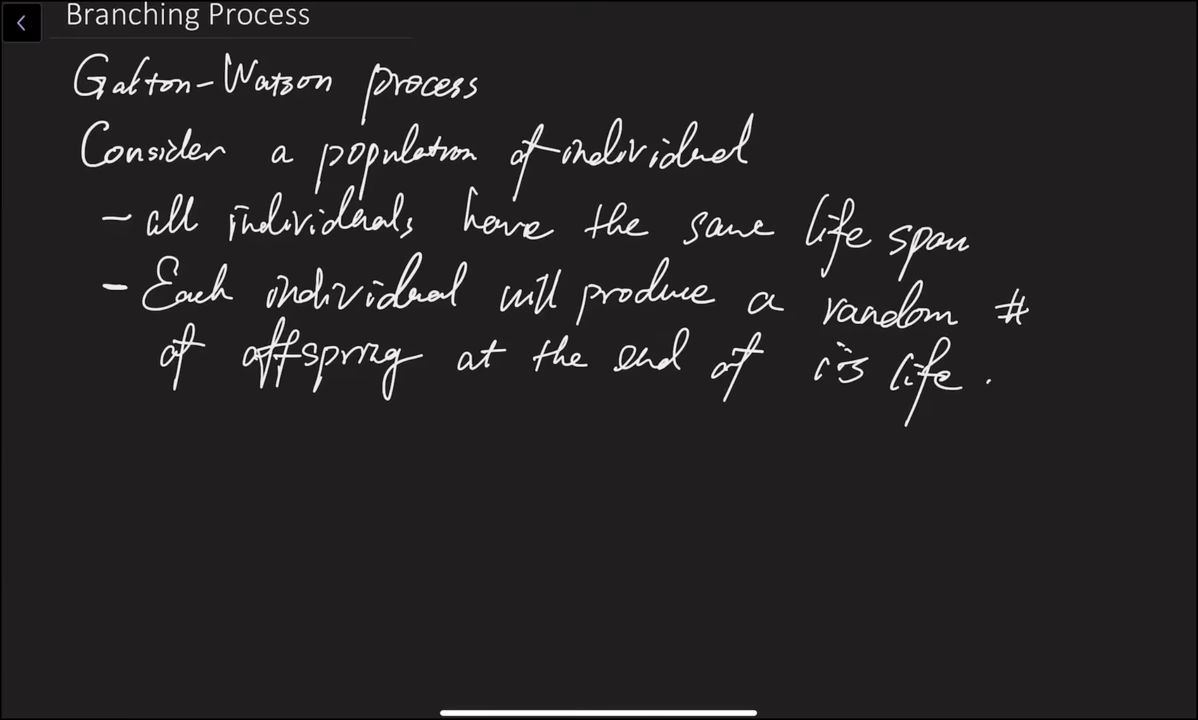 Branching Process
Galton-Watson process
Consider a population of individual
- all individuals have the same life span
- Each individual will produce a random #
of offspring at the end of is life.